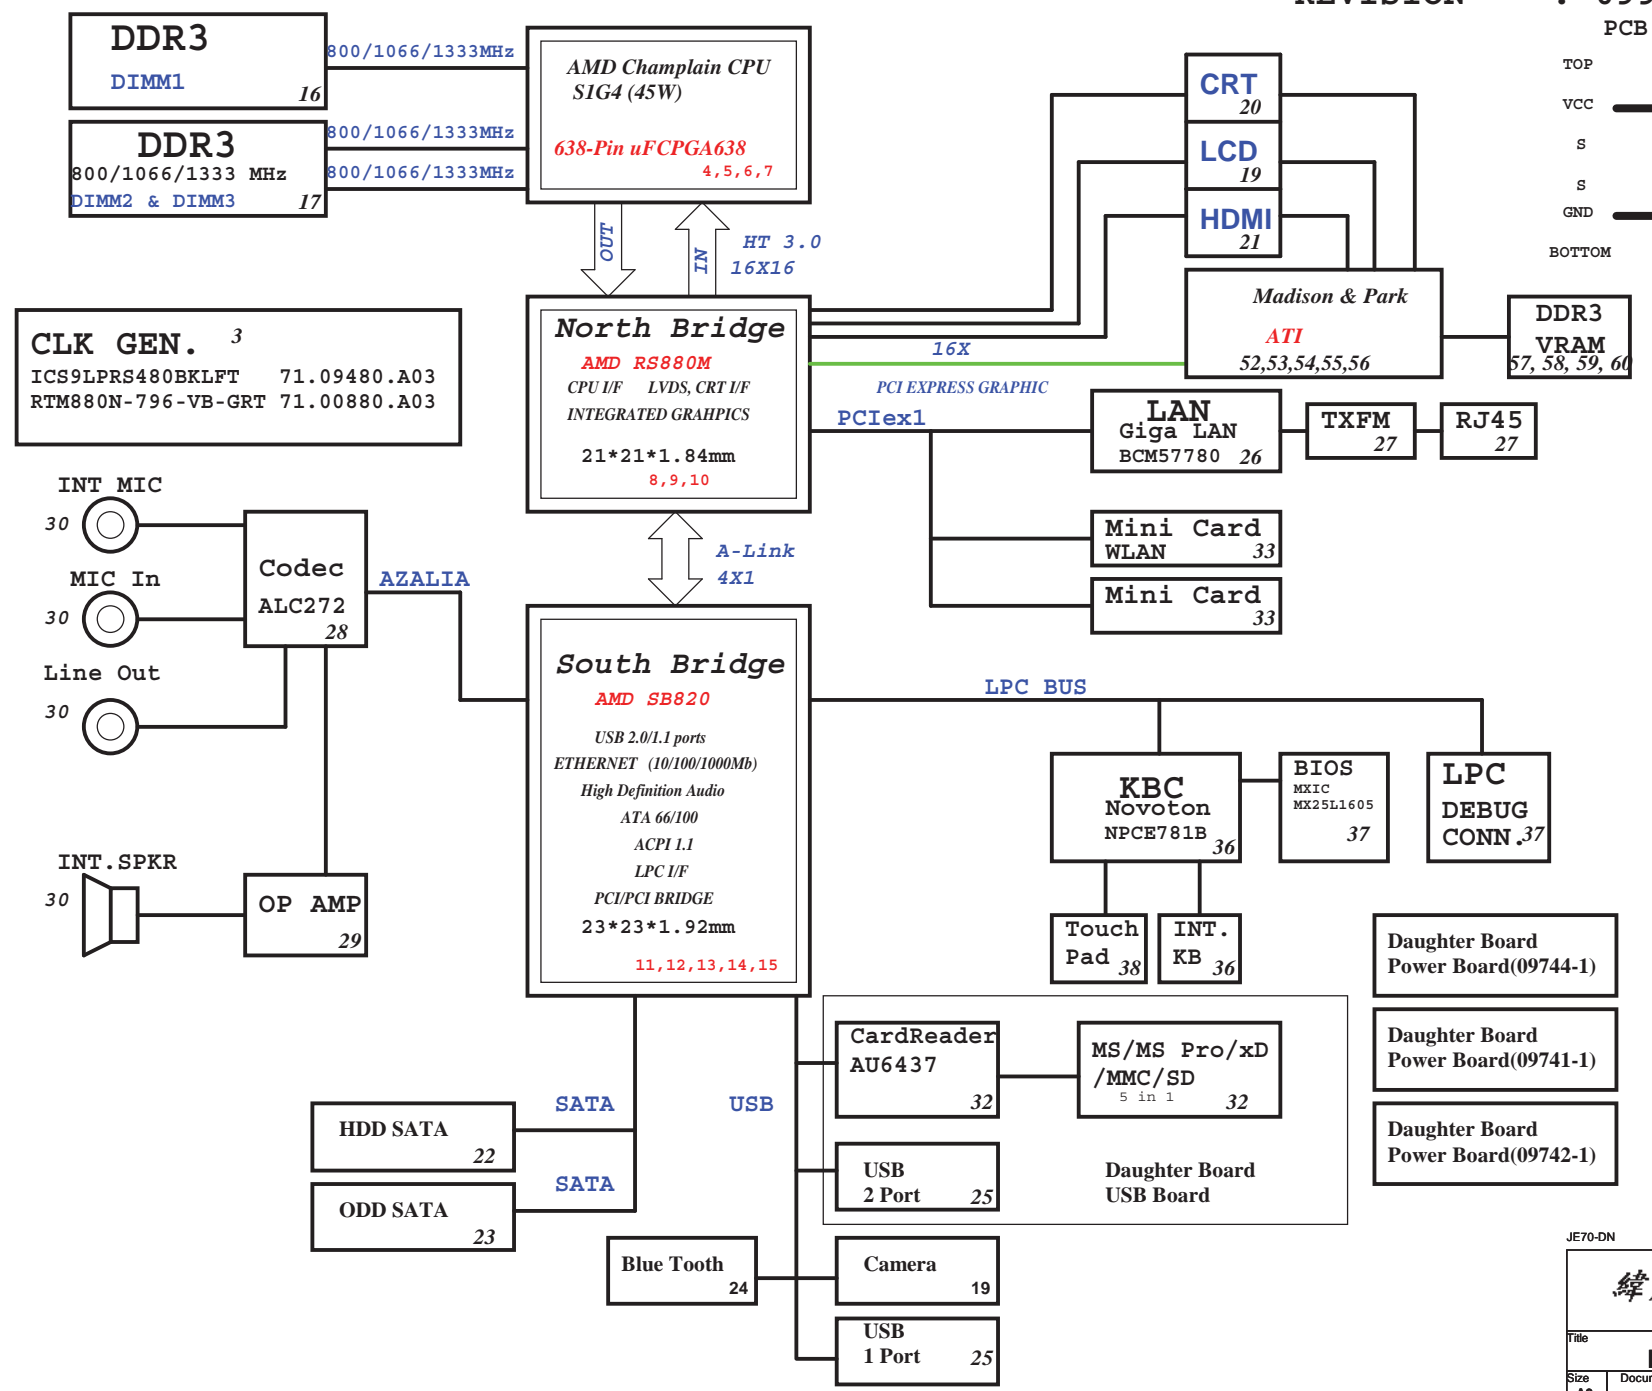 DDR3
DIMM1
16
800/1066/1333MHz
DDR3
800/1066/1333 MHz
DIMM2 & DIMM3
17
800/1066/1333MHz
800/1066/1333MHz
AMD Champlain CPU
S1G4 (45W)
638-Pin uFCPGA638
4,5,6,7
OUT
IN
HT 3.0
16X16
CRT
20
LCD
19
HDMI
21
PCB
TOP
VCC
S
S
GND
BOTTOM
CLK GEN.
3
ICS9LPRS480BKLFT 71.09480.A03
RTM880N-796-VB-GRT 71.00880.A03
North Bridge
AMD RS880M
CPU I/F LVDS, CRT I/F
INTEGRATED GRAHPICS
21*21*1.84mm
8,9,10
16X
PCI EXPRESS GRAPHIC
Madison & Park
ATI
52,53,54,55,56
DDR3
VRAM
57, 58, 59, 60
PCIex1
LAN
Giga LAN
BCM57780
26
TXFM
27
RJ45
27
Mini Card
WLAN
33
Mini Card
33
A-Link
4X1
INT MIC
30
MIC In
30
Line Out
30
Codec
ALC272
28
AZALIA
INT.SPKR
30
OP AMP
29
South Bridge
AMD SB820
USB 2.0/1.1 ports
ETHERNET (10/100/1000Mb)
High Definition Audio
ATA 66/100
ACPI 1.1
LPC I/F
PCI/PCI BRIDGE
23*23*1.92mm
11,12,13,14,15
LPC BUS
KBC
Novoton
NPCE781B
36
BIOS
MXIC
MX25L1605
37
LPC
DEBUG
CONN.
37
Touch
Pad
38
INT.
KB
36
Daughter Board
Power Board(09744-1)
Daughter Board
Power Board(09741-1)
Daughter Board
Power Board(09742-1)
CardReader
AU6437
32
MS/MS Pro/xD
/MMC/SD
5 in 1
32
USB
2 Port
25
Daughter Board
USB Board
SATA
SATA
USB
HDD SATA
22
ODD SATA
23
Blue Tooth
24
Camera
19
USB
1 Port
25
JE70-DN
緯
Title
Size